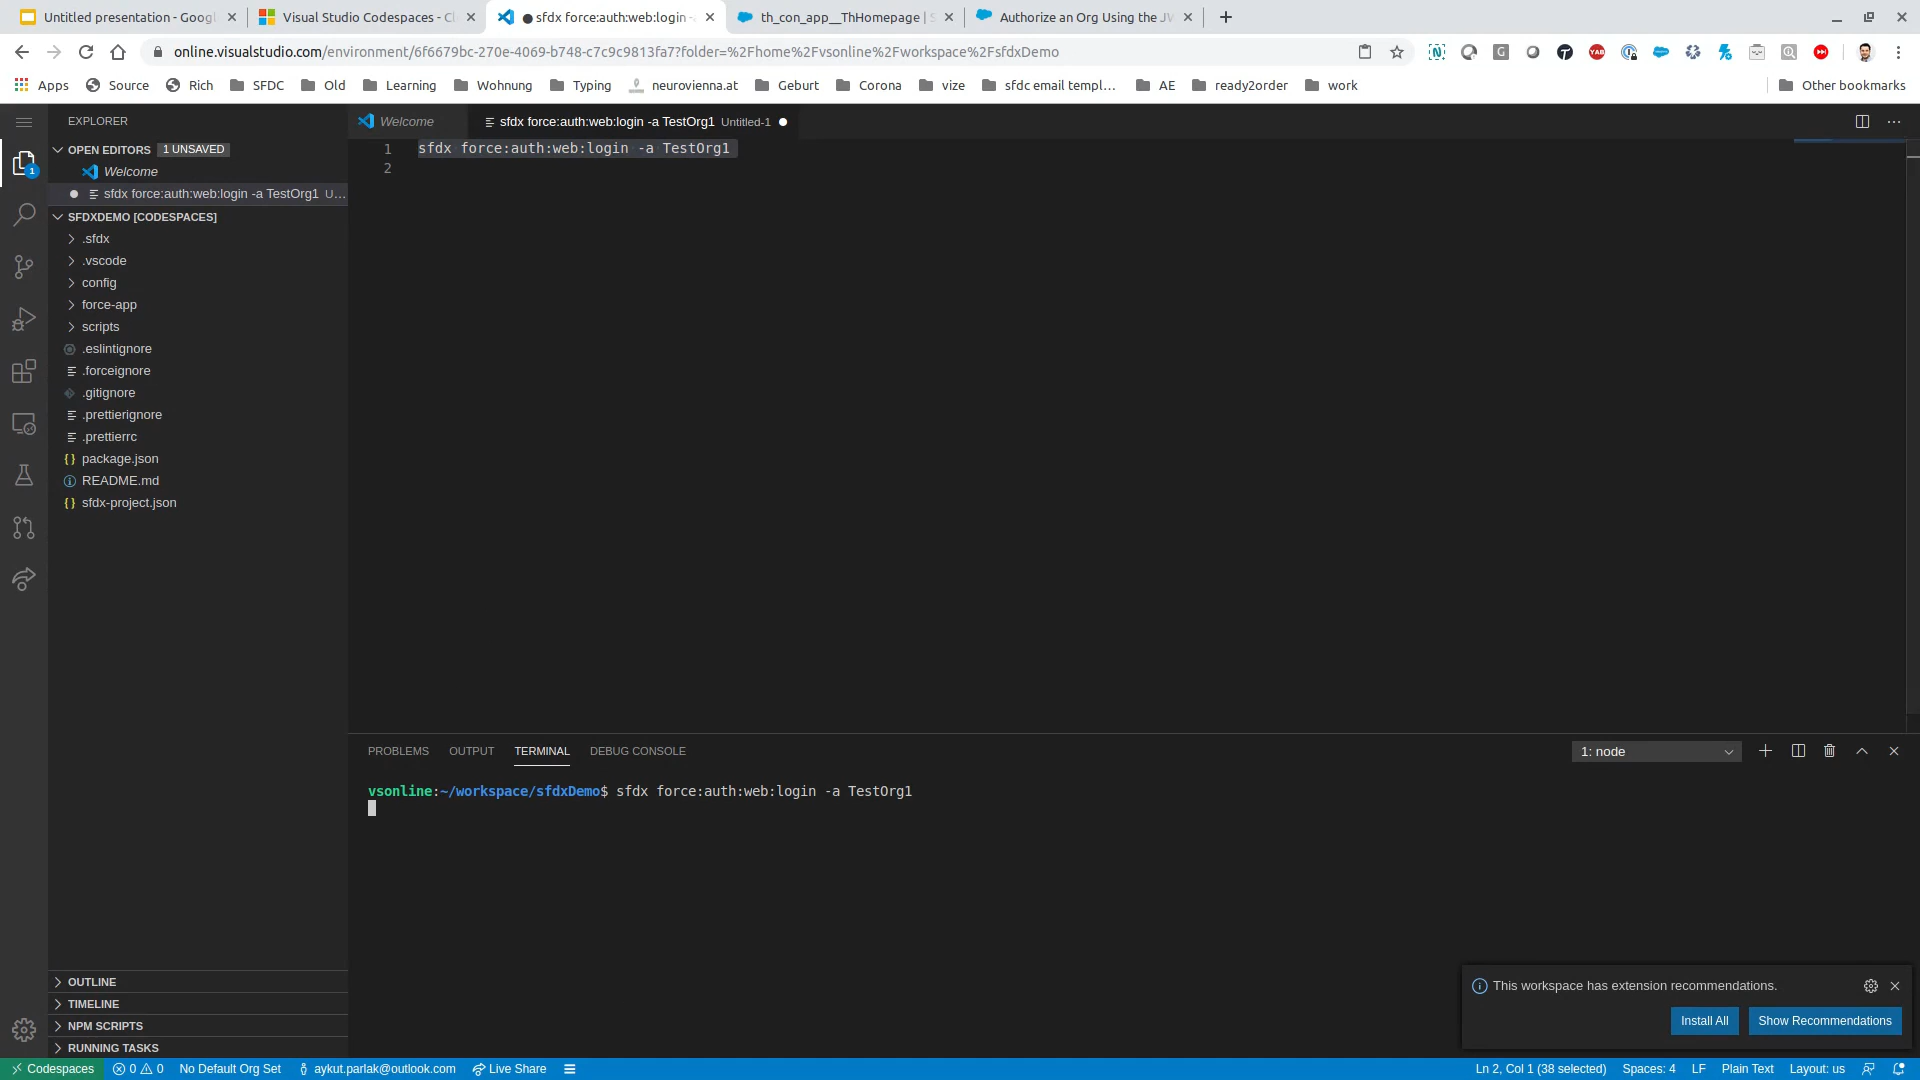 Untitled presentation - Googl
Visual Studio Codespaces - Cl
● sfdx force:auth:web:login -
th_con_app__ThHomepage | S
Authorize an Org Using the JW
online.visualstudio.com/environment/6f6679bc-270e-4069-b748-c7c9c9813fa7?folder=%2Fhome%2Fvsonline%2Fworkspace%2FsfdxDemo
Apps Source Rich SFDC Old Learning Wohnung Typing neurovienna.at Geburt Corona vize sfdc email templ... AE ready2order work Other bookmarks
EXPLORER
OPEN EDITORS 1 UNSAVED
Welcome
sfdx force:auth:web:login -a TestOrg1 U...
SFDXDEMO [CODESPACES]
.sfdx
.vscode
config
force-app
scripts
.eslintignore
.forceignore
.gitignore
.prettierignore
.prettierrc
package.json
README.md
sfdx-project.json
OUTLINE
TIMELINE
NPM SCRIPTS
RUNNING TASKS
Welcome
sfdx force:auth:web:login -a TestOrg1 Untitled-1
1 sfdx force:auth:web:login -a TestOrg1
2
PROBLEMS OUTPUT TERMINAL DEBUG CONSOLE
1: node
vsonline:~/workspace/sfdxDemo$ sfdx force:auth:web:login -a TestOrg1
This workspace has extension recommendations.
Install All Show Recommendations
Codespaces 0 0 No Default Org Set aykut.parlak@outlook.com Live Share
Ln 2, Col 1 (38 selected) Spaces: 4 LF Plain Text Layout: us